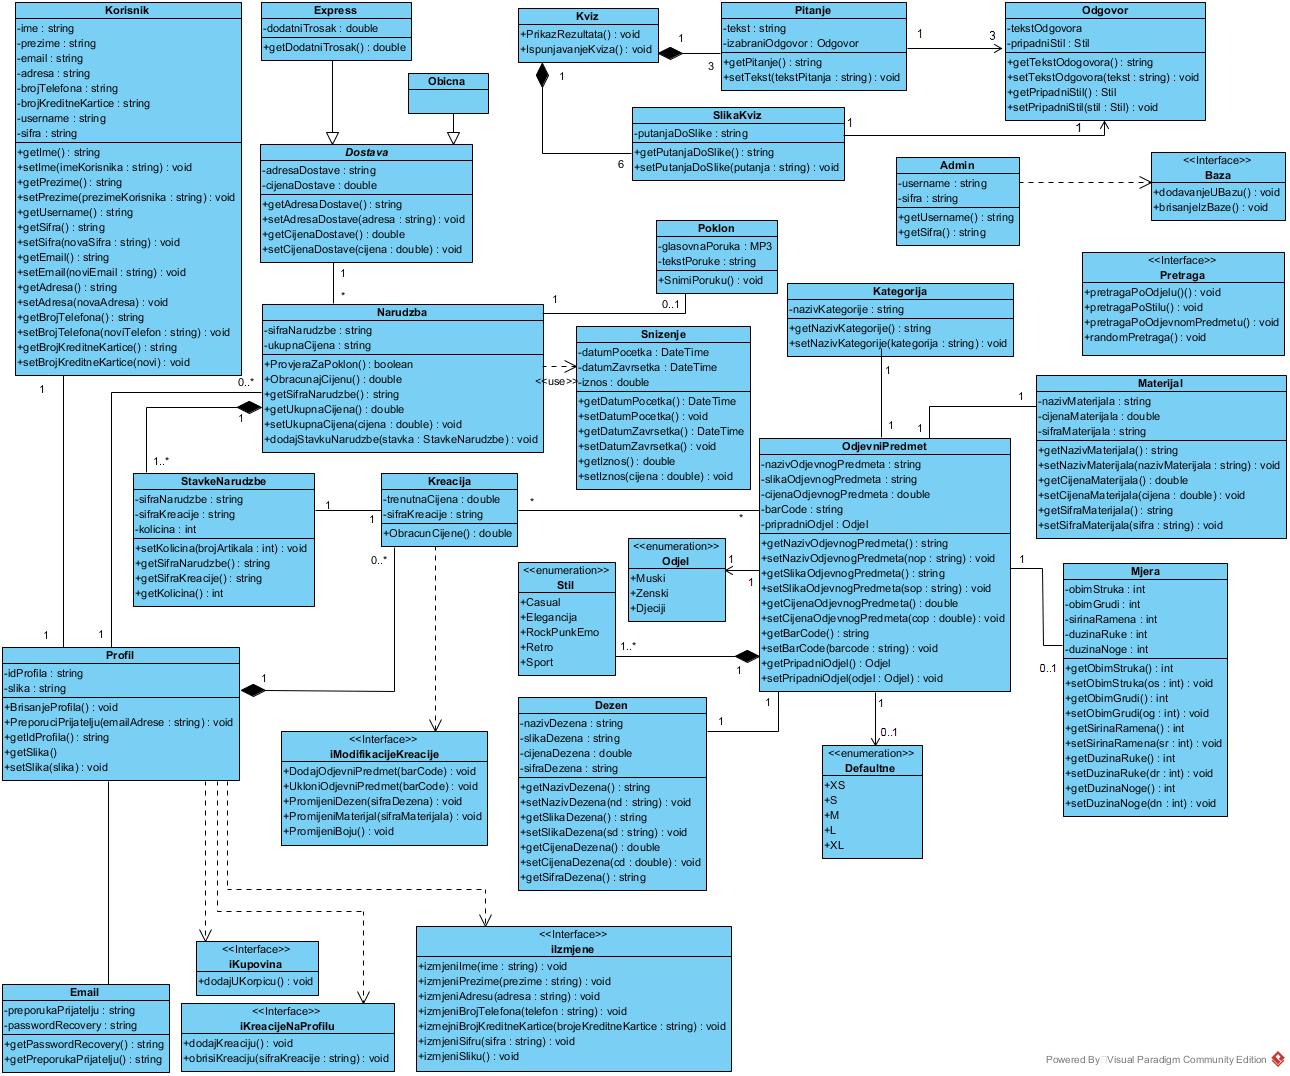 Korisnik
-ime : string
-prezime : string
-email : string
-adresa : string
-brojTelefona : string
-brojKreditneKartice : string
-username : string
-sifra : string
+getIme() : string
+setIme(imeKorisnika : string) : void
+getPrezime() : string
+setPrezime(prezimeKorisnika : string) : void
+getUsername() : string
+getSifra() : string
+setSifra(novaSifra : string) : void
+getEmail() : string
+setEmail(noviEmail : string) : void
+getAdresa() : string
+setAdresa(novaAdresa) : void
+getBrojTelefona() : string
+setBrojTelefona(noviTelefon : string) : void
+getBrojKreditneKartice() : string
+setBrojKreditneKartice(novi) : void
Express
-dodatniTrosak : double
+getDodatniTrosak() : double
Obicna
Dostava
-adresaDostave : string
-cijenaDostave : double
+getAdresaDostave() : string
+setAdresaDostave(adresa : string) : void
+getCijenaDostave() : double
+setCijenaDostave(cijena : double) : void
1
*
Kviz
+PrikazRezultata() : void
+IspunjavanjeKviza() : void
1
3
1
6
Pitanje
-tekst : string
-izabraniOdgovor : Odgovor
+getPitanje() : string
+setTekst(tekstPitanja : string) : void
1
3
Odgovor
-tekstOdgovora
-pripadniStil : Stil
+getTekstOdogovora() : string
+setTekstOdogovora(tekst : string) : void
+getPripadniStil() : Stil
+setPripadniStil(stil : Stil) : void
SlikaKviz
-putanjaDoSlike : string
+getPutanjaDoSlike() : string
+setPutanjaDoSlike(putanja : string) : void
1
1
Admin
-username : string
-sifra : string
+getUsername() : string
+getSifra() : string
<<Interface>>
Baza
+dodavanjeUBazu() : void
+brisanjeIzBaze() : void
<<Interface>>
Pretraga
+pretragaPoOdjelu()() : void
+pretragaPoStilu() : void
+pretragaPoOdjevnomPredmetu() : void
+randomPretraga() : void
Poklon
-glasovnaPoruka : MP3
-tekstPoruke : string
+SnimiPoruku() : void
1
0..1
Narudzba
-sifraNarudzbe : string
-ukupnaCijena : string
+ProvjeraZaPoklon() : boolean
+ObracunajCijenu() : double
+getSifraNarudzbe() : string
+getUkupnaCijena() : double
+setUkupnaCijena(cijena : double) : void
+dodajStavkuNarudzbe(stavka : StavkeNarudzbe) : void
<<use>>
Snizenje
-datumPocetka : DateTime
-datumZavrsetka : DateTime
-iznos : double
+getDatumPocetka() : DateTime
+setDatumPocetka() : void
+getDatumZavrsetka() : DateTime
+setDatumZavrsetka() : void
+getIznos() : double
+setIznos(cijena : double) : void
Kategorija
-nazivKategorije : string
+getNazivKategorije() : string
+setNazivKategorije(kategorija : string) : void
1
1
Materijal
-nazivMaterijala : string
-cijenaMaterijala : double
-sifraMaterijala : string
+getNazivMaterijala() : string
+setNazivMaterijala(nazivMaterijala : string) : void
+getCijenaMaterijala() : double
+setCijenaMaterijala(cijena : double) : void
+getSifraMaterijala() : string
+setSifraMaterijala(sifra : string) : void
1
1
1
0..*
1
1..*
StavkeNarudzbe
-sifraNarudzbe : string
-sifraKreacije : string
-kolicina : int
+setKolicina(brojArtikala : int) : void
+getSifraNarudzbe() : string
+getSifraKreacije() : string
+getKolicina() : int
1
1
Kreacija
-trenutnaCijena : double
-sifraKreacije : string
+ObracunCijene() : double
*
*
0..*
OdjevniPredmet
-nazivOdjevnogPredmeta : string
-slikaOdjevnogPredmeta : string
-cijenaOdjevnogPredmeta : double
-barCode : string
-pripradniOdjel : Odjel
+getNazivOdjevnogPredmeta() : string
+setNazivOdjevnogPredmeta(nop : string) : void
+getSlikaOdjevnogPredmeta() : string
+setSlikaOdjevnogPredmeta(sop : string) : void
+getCijenaOdjevnogPredmeta() : double
+setCijenaOdjevnogPredmeta(cop : double) : void
+getBarCode() : string
+setBarCode(barcode : string) : void
+getPripadniOdjel() : Odjel
+setPripadniOdjel(odjel : Odjel) : void
<<enumeration>>
Odjel
+Muski
+Zenski
+Djeciji
1
1
<<enumeration>>
Stil
+Casual
+Elegancija
+RockPunkEmo
+Retro
+Sport
1..*
1
Mjera
-obimStruka : int
-obimGrudi : int
-sirinaRamena : int
-duzinaRuke : int
-duzinaNoge : int
+getObimStruka() : int
+setObimStruka(os : int) : void
+getObimGrudi() : int
+setObimGrudi(og : int) : void
+getSirinaRamena() : int
+setSirinaRamena(sr : int) : void
+getDuzinaRuke() : int
+setDuzinaRuke(dr : int) : void
+getDuzinaNoge() : int
+setDuzinaNoge(dn : int) : void
1
0..1
1
1
Profil
-idProfila : string
-slika : string
+BrisanjeProfila() : void
+PreporuciPrijatelju(emailAdrese : string) : void
+getIdProfila() : string
+getSlika()
+setSlika(slika) : void
1
<<Interface>>
iModifikacijeKreacije
+DodajOdjevniPredmet(barCode) : void
+UkloniOdjevniPredmet(barCode) : void
+PromijeniDezen(sifraDezena) : void
+PromijeniMaterijal(sifraMaterijala) : void
+PromijeniBoju() : void
Dezen
-nazivDezena : string
-slikaDezena : string
-cijenaDezena : double
-sifraDezena : string
+getNazivDezena() : string
+setNazivDezena(nd : string) : void
+getSlikaDezena() : string
+setSlikaDezena(sd : string) : void
+getCijenaDezena() : double
+setCijenaDezena(cd : double) : void
+getSifraDezena() : string
1
1
1
0..1
<<enumeration>>
Defaultne
+XS
+S
+M
+L
+XL
<<Interface>>
iKupovina
+dodajUKorpicu() : void
<<Interface>>
iKreacijeNaProfilu
+dodajKreaciju() : void
+obrisiKreaciju(sifraKreacije : string) : void
<<Interface>>
iIzmjene
+izmjeniIme(ime : string) : void
+izmjeniPrezime(prezime : string) : void
+izmjeniAdresu(adresa : string) : void
+izmjeniBrojTelefona(telefon : string) : void
+izmejniBrojKreditneKartice(brojeKreditneKartice : string) : void
+izmjeniSifru(sifra : string) : void
+izmjeniSliku() : void
Email
-preporukaPrijatelju : string
-passwordRecovery : string
+getPasswordRecovery() : string
+getPreporukaPrijatelju() : string
Powered By Visual Paradigm Community Edition